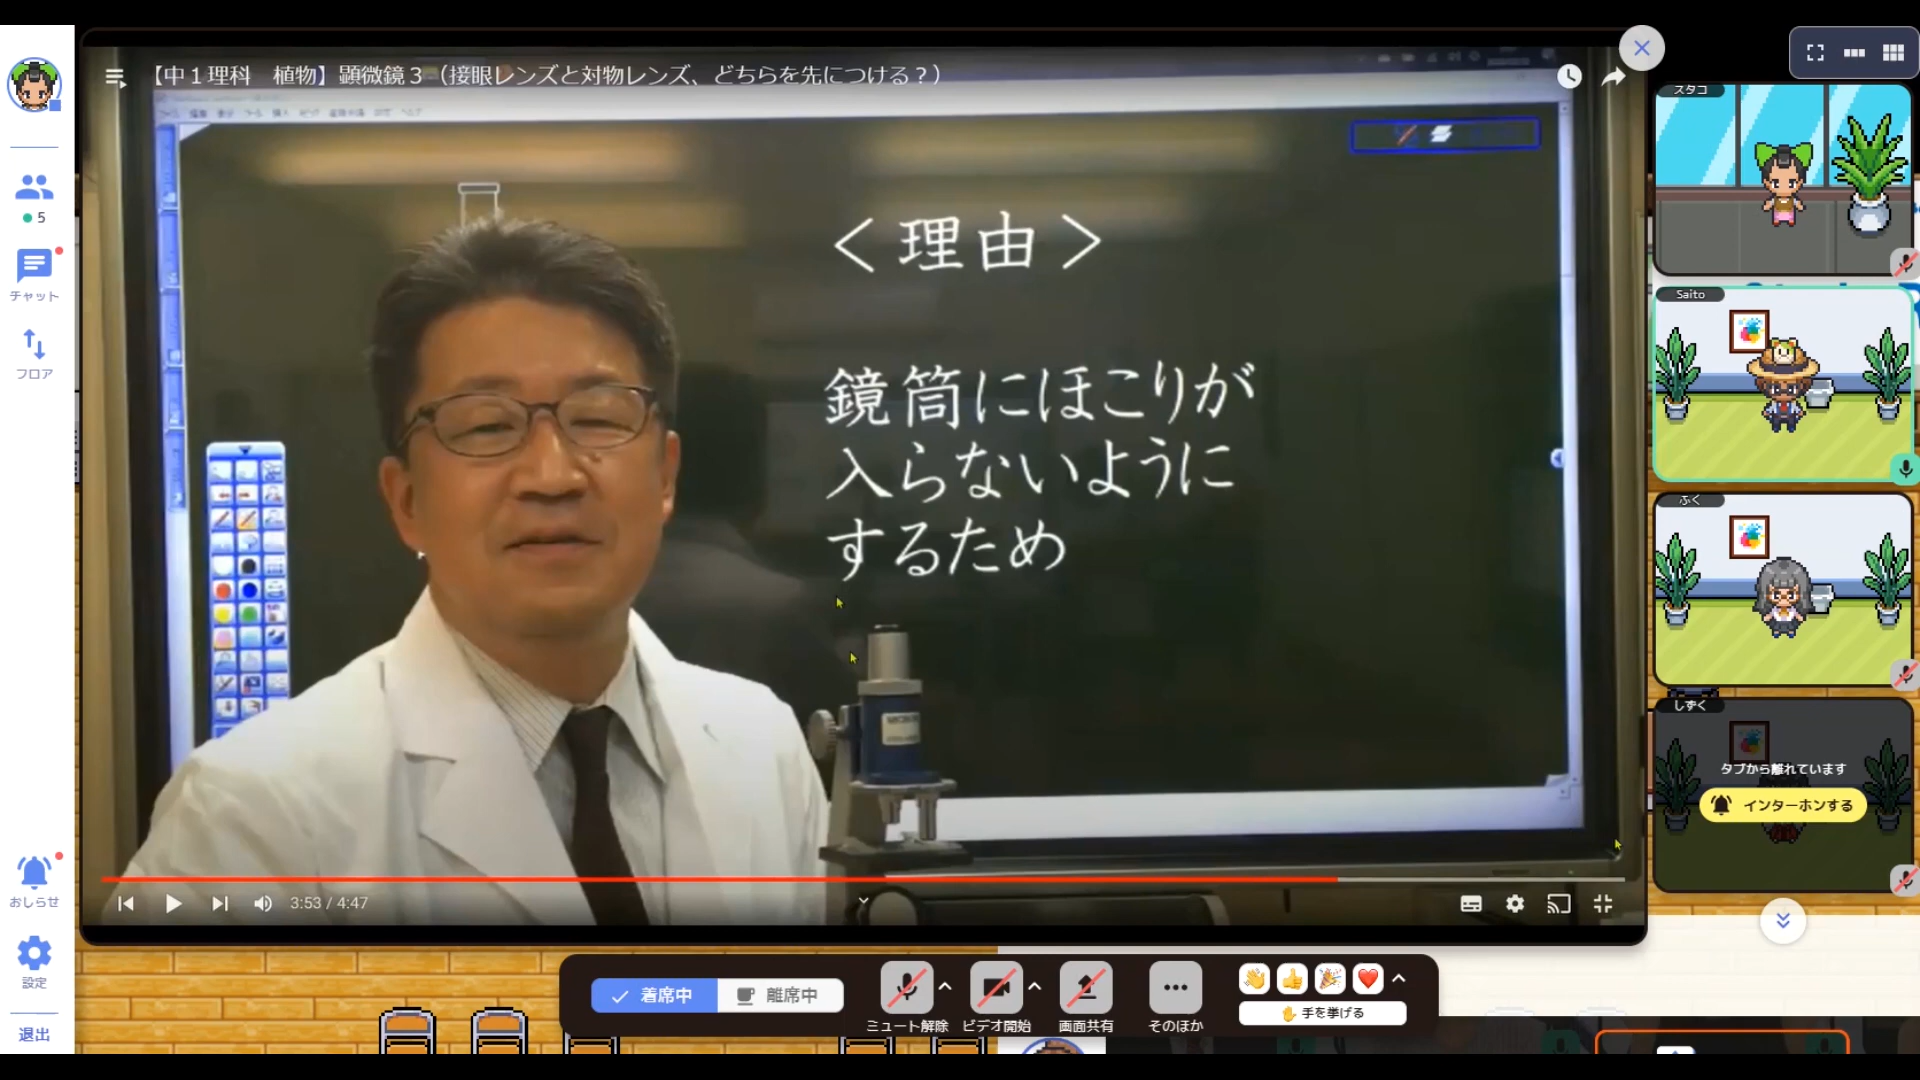 【中１理科　植物】顕微鏡３（接眼レンズと対物レンズ、どちらを先につける？）
＜理由＞
鏡筒にほこりが
入らないように
するため
3:53 / 4:47
5
チャット
フロア
おしらせ
設定
退出
スタコ
Saito
ふく
しずく
タブから離れています
インターホンする
着席中
離席中
ミュート解除
ビデオ開始
画面共有
そのほか
手を挙げる